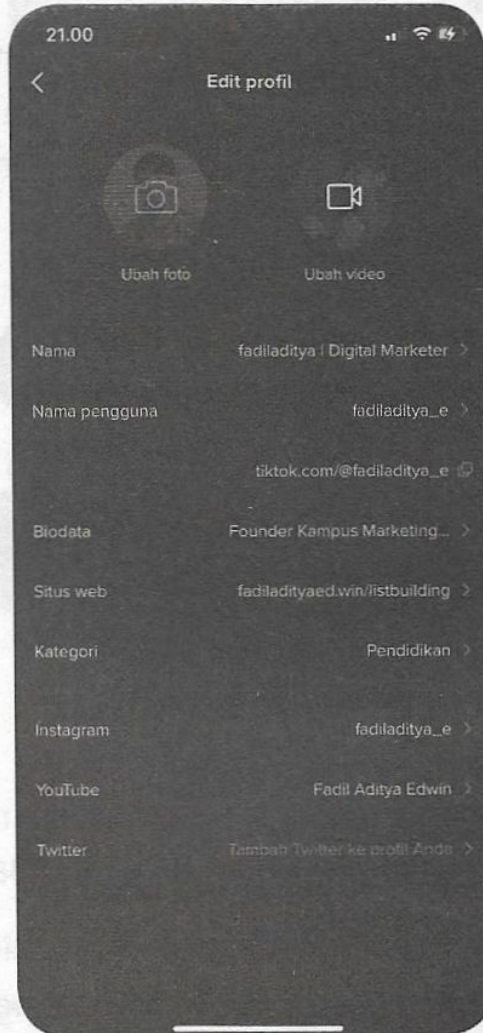 21.00
Edit profil
Ubah foto Ubah video
Nama fadiladitya | Digital Marketer
Nama pengguna fadiladitya_e
tiktok.com/@fadiladitya_e
Biodata Founder Kampus Marketing...
Situs web fadiladityaed.win/listbuilding
Kategori Pendidikan
Instagram fadiladitya_e
YouTube Fadil Aditya Edwin
Twitter Tambah Twitter ke profil Anda